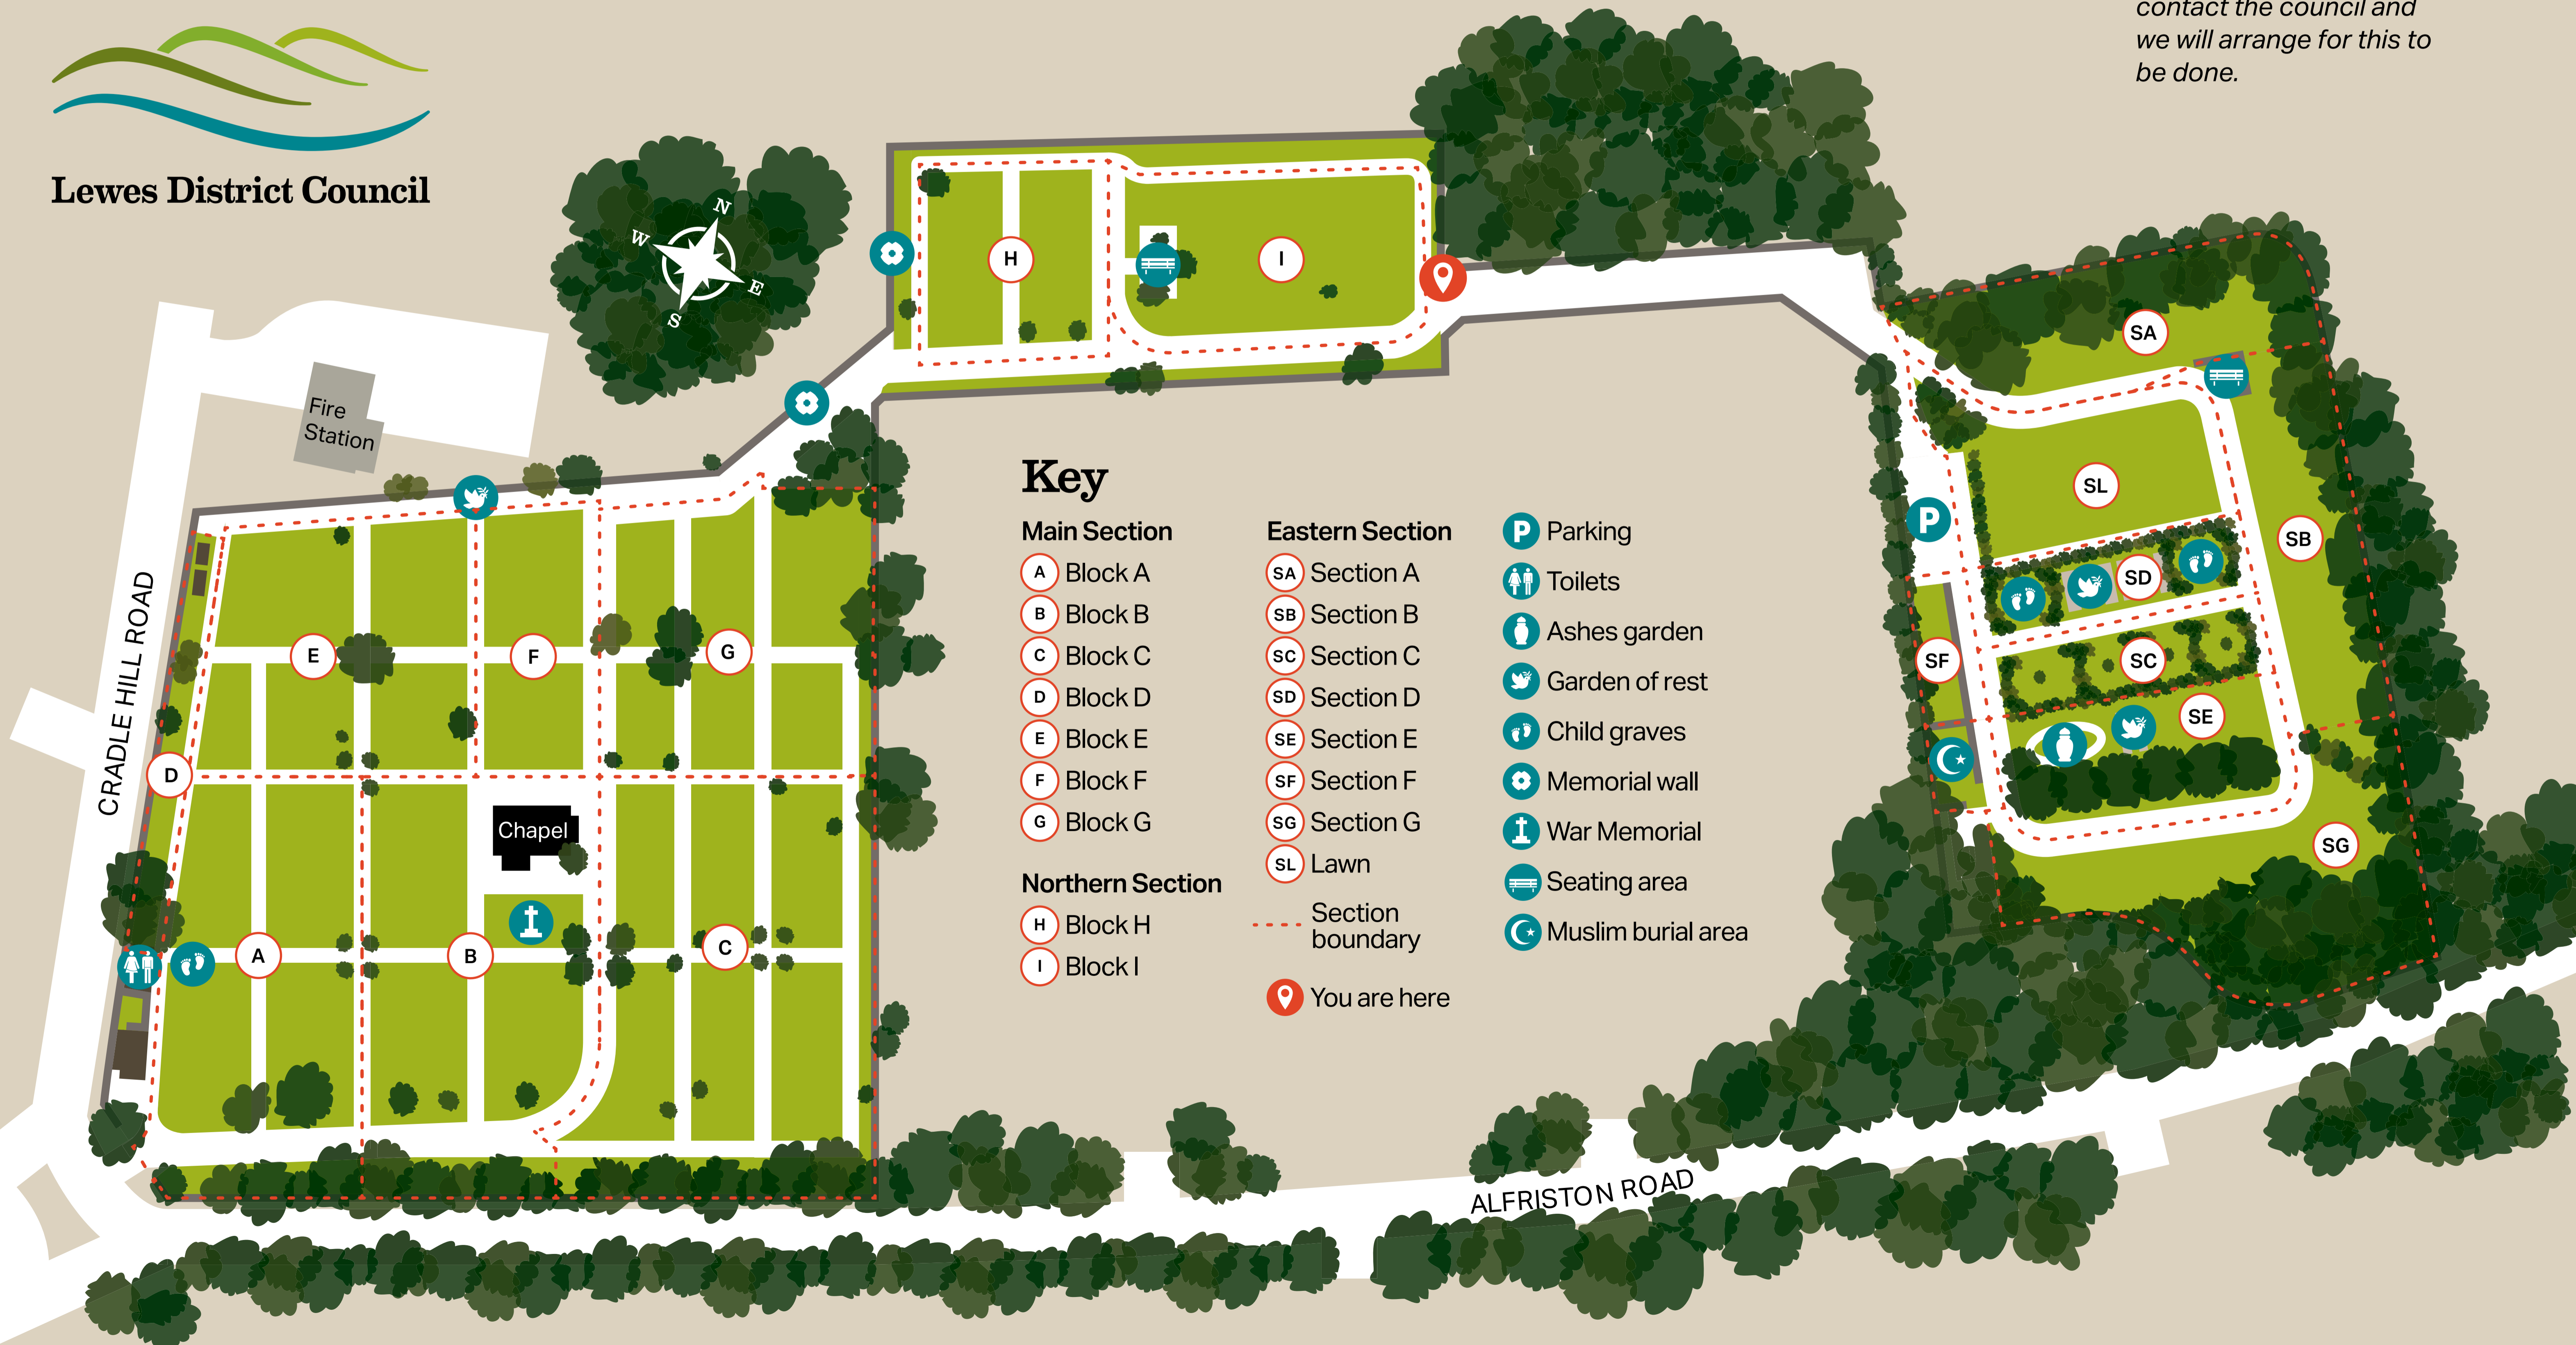 contact the council and
we will arrange for this to
be done.
Lewes District Council
N
W
E
S
Fire
Station
CRADLE HILL ROAD
H
I
E
F
G
D
Chapel
A
B
C
SA
SL
P
SB
SD
SF
SC
SE
SG
Key
Main Section
A Block A
B Block B
C Block C
D Block D
E Block E
F Block F
G Block G
Northern Section
H Block H
I Block I
Eastern Section
SA Section A
SB Section B
SC Section C
SD Section D
SE Section E
SF Section F
SG Section G
SL Lawn
Section
boundary
You are here
P Parking
Toilets
Ashes garden
Garden of rest
Child graves
Memorial wall
War Memorial
Seating area
Muslim burial area
ALFRISTON ROAD